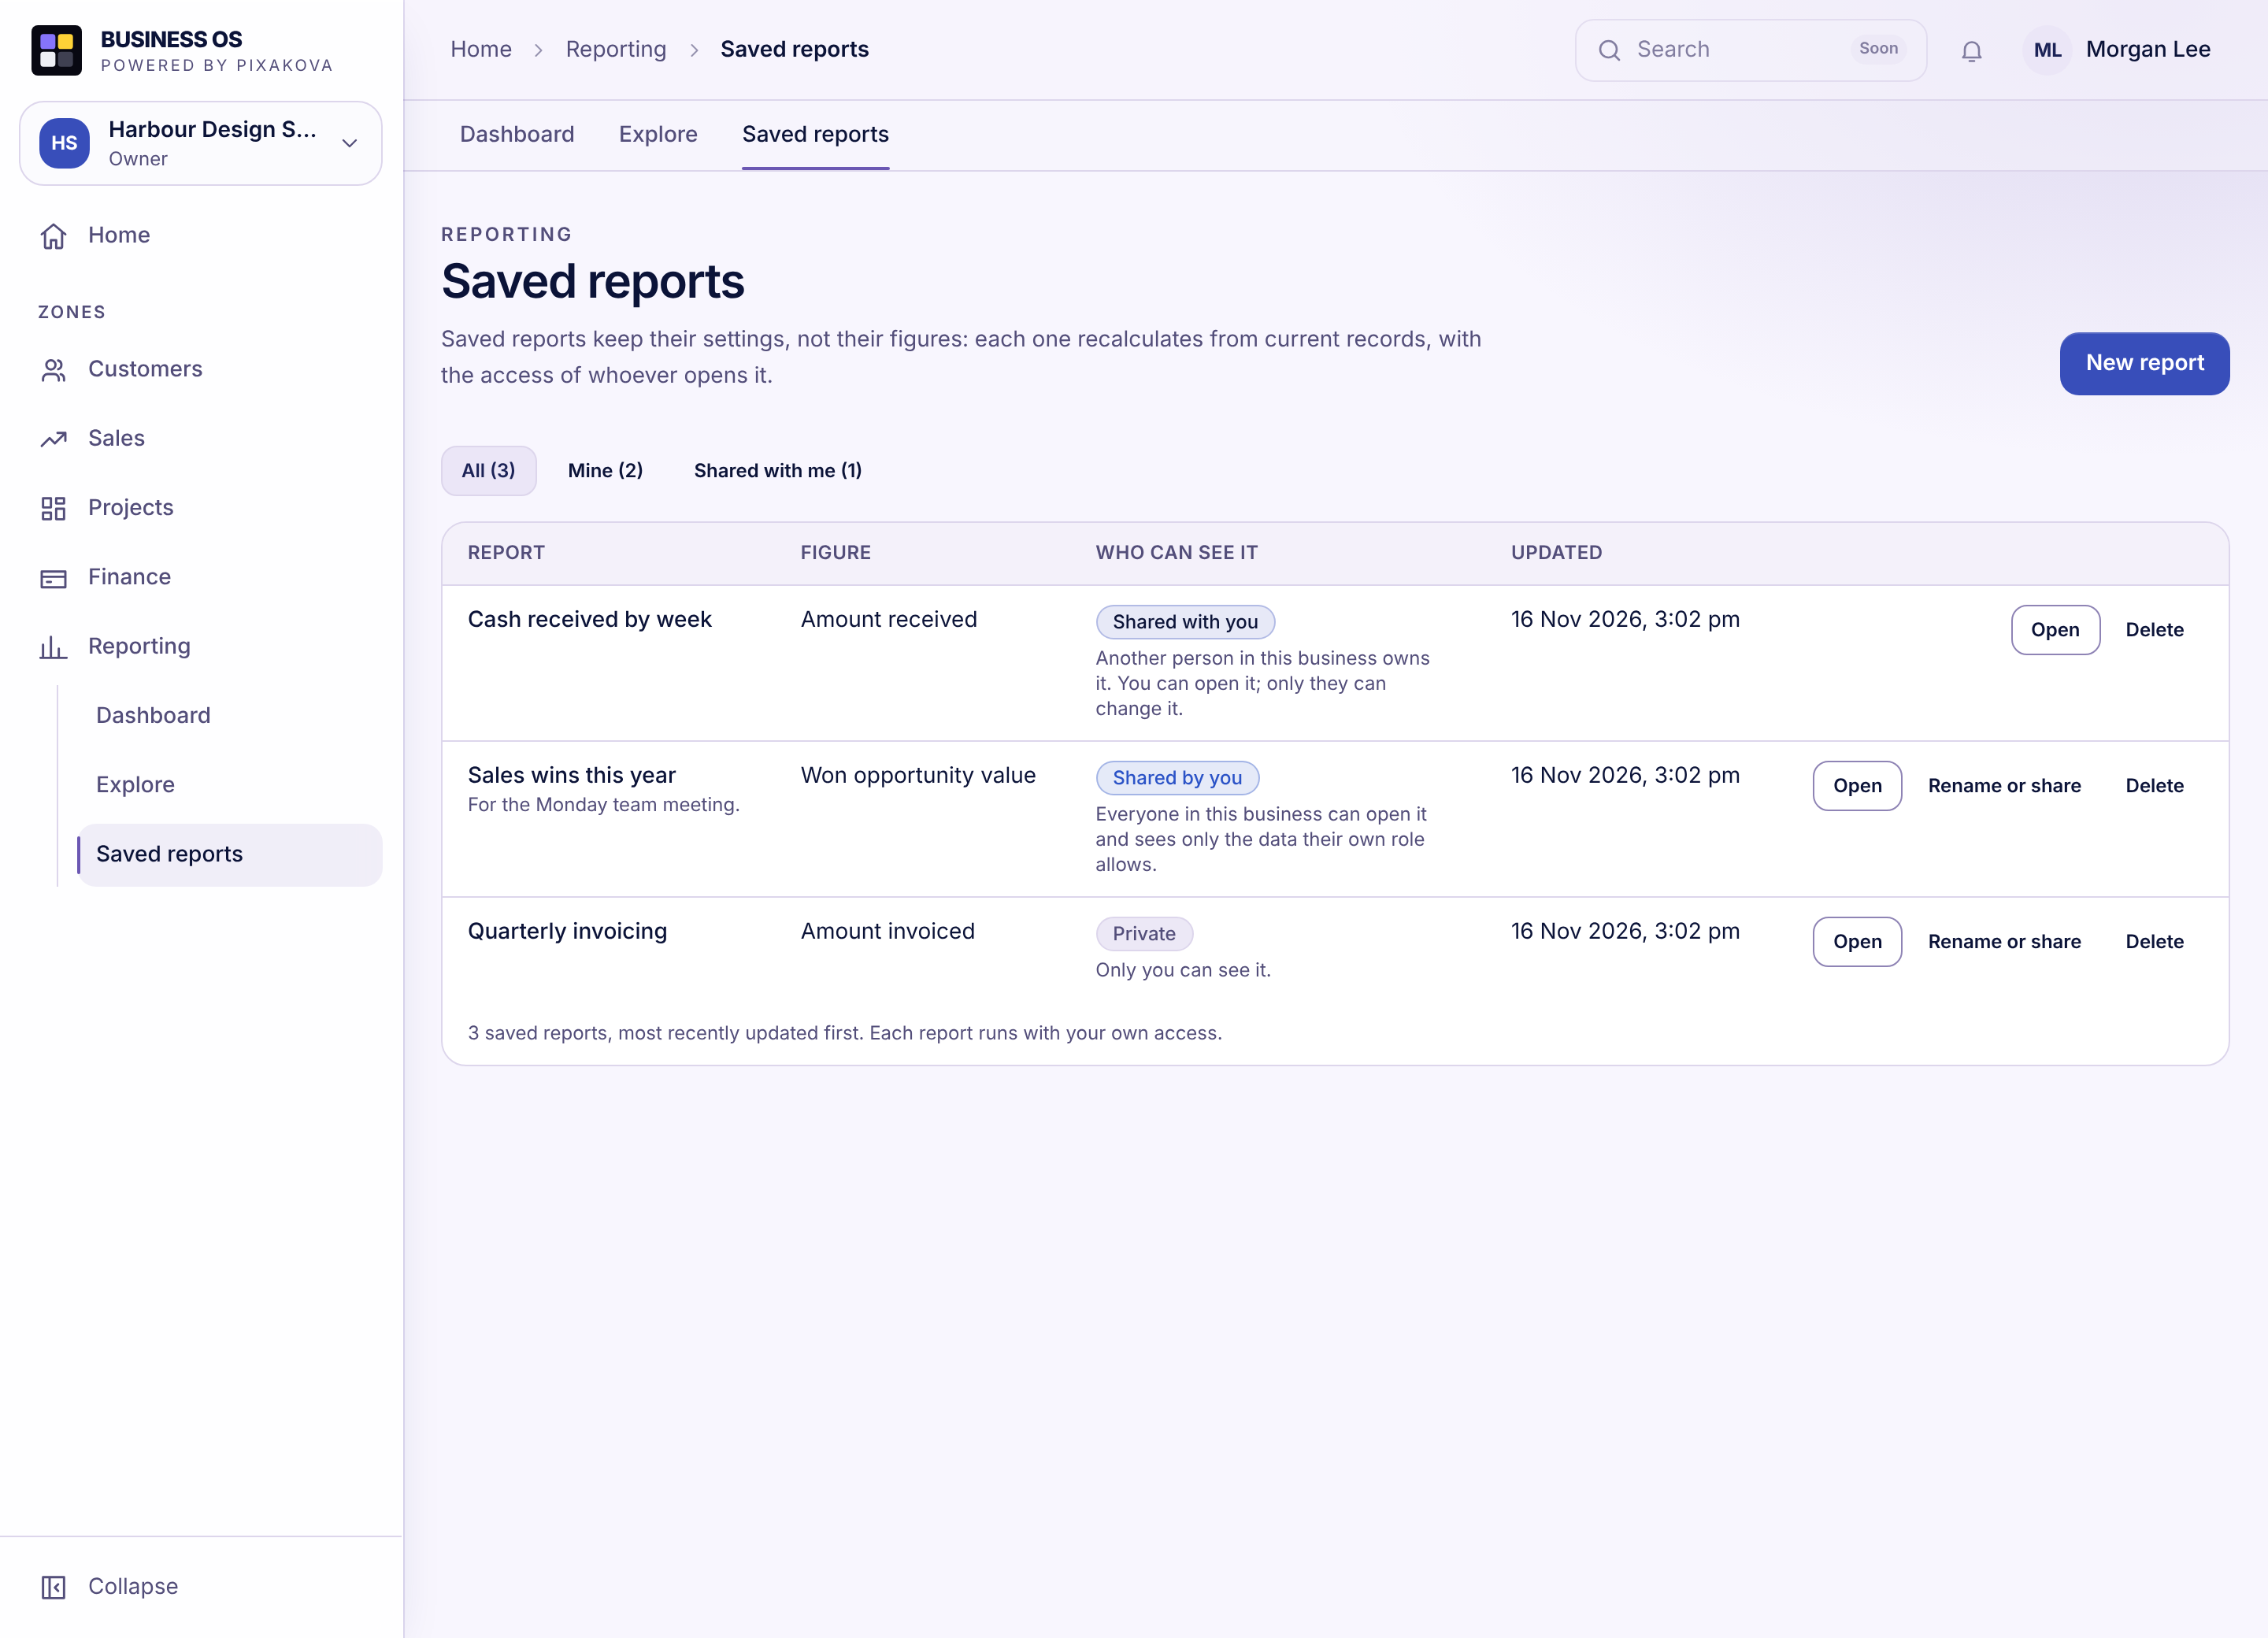 BUSINESS OS
POWERED BY PIXAKOVA
HS
Harbour Design S...
Owner
Home
ZONES
Customers
Sales
Projects
Finance
Reporting
Dashboard
Explore
Saved reports
Collapse
Home > Reporting > Saved reports
Search
Soon
ML
Morgan Lee
Dashboard Explore Saved reports
REPORTING
Saved reports
Saved reports keep their settings, not their figures: each one recalculates from current records, with
the access of whoever opens it.
New report
All (3) Mine (2) Shared with me (1)
REPORT FIGURE WHO CAN SEE IT UPDATED
Cash received by week Amount received Shared with you 16 Nov 2026, 3:02 pm Open Delete
Another person in this business owns
it. You can open it; only they can
change it.
Sales wins this year Won opportunity value Shared by you 16 Nov 2026, 3:02 pm Open Rename or share Delete
For the Monday team meeting.
Everyone in this business can open it
and sees only the data their own role
allows.
Quarterly invoicing Amount invoiced Private 16 Nov 2026, 3:02 pm Open Rename or share Delete
Only you can see it.
3 saved reports, most recently updated first. Each report runs with your own access.